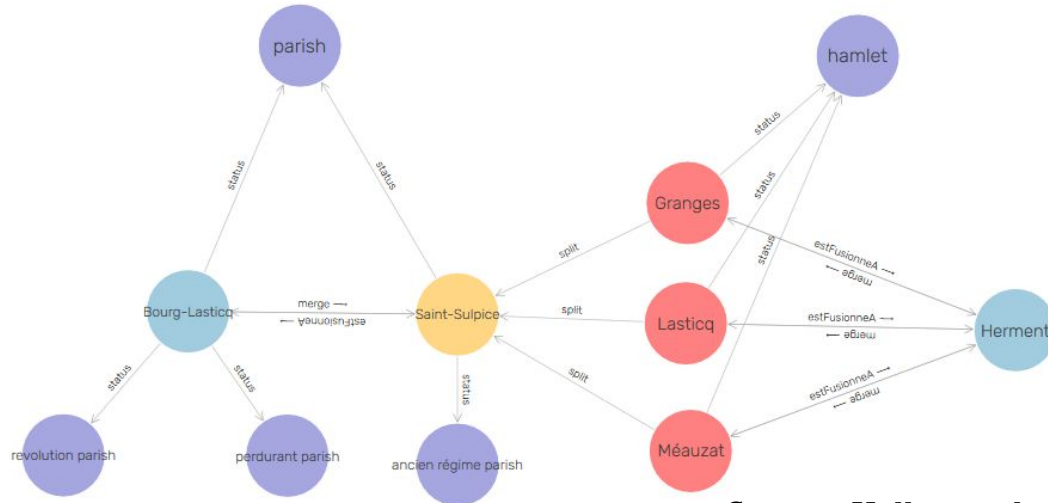 parish
hamlet
status
status
status
status
status
Granges
split
estFusionneA →
← merge
Bourg-Lasticq
merge →
← estFusionneA
Saint-Sulpice
split
Lasticq
estFusionneA →
← merge
Herment
status
status
status
split
estFusionneA →
← merge
Méauzat
revolution parish
perdurant parish
ancien régime parish